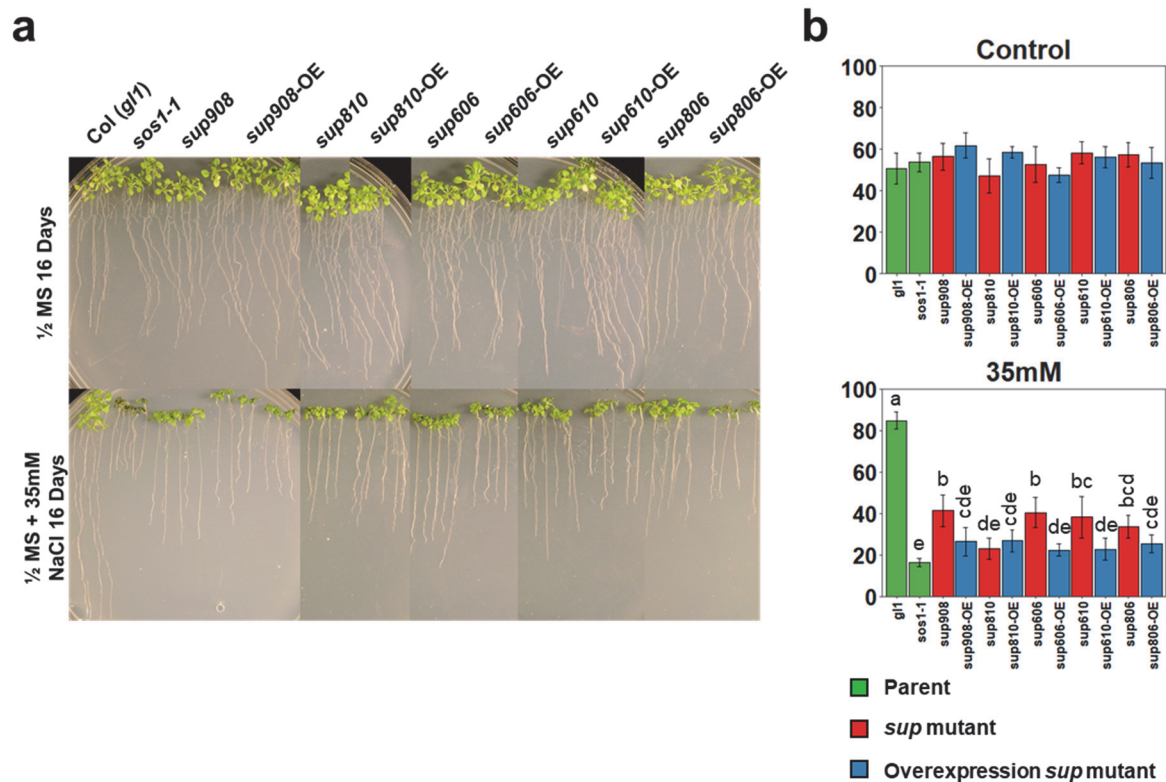 a
Col (gl1)
sos1-1
sup908
sup908-OE
sup810
sup810-OE
sup606
sup606-OE
sup610
sup610-OE
sup806
sup806-OE
½ MS 16 Days
½ MS + 35mM
NaCl 16 Days
b
Control
100
80
60
40
20
0
gl1
sos1-1
sup908
sup908-OE
sup810
sup810-OE
sup606
sup606-OE
sup610
sup610-OE
sup806
sup806-OE
35mM
100
80
60
40
20
0
a
e
b
cde
de
cde
b
de
bc
de
bcd
cde
gl1
sos1-1
sup908
sup908-OE
sup810
sup810-OE
sup606
sup606-OE
sup610
sup610-OE
sup806
sup806-OE
Parent
sup mutant
Overexpression sup mutant